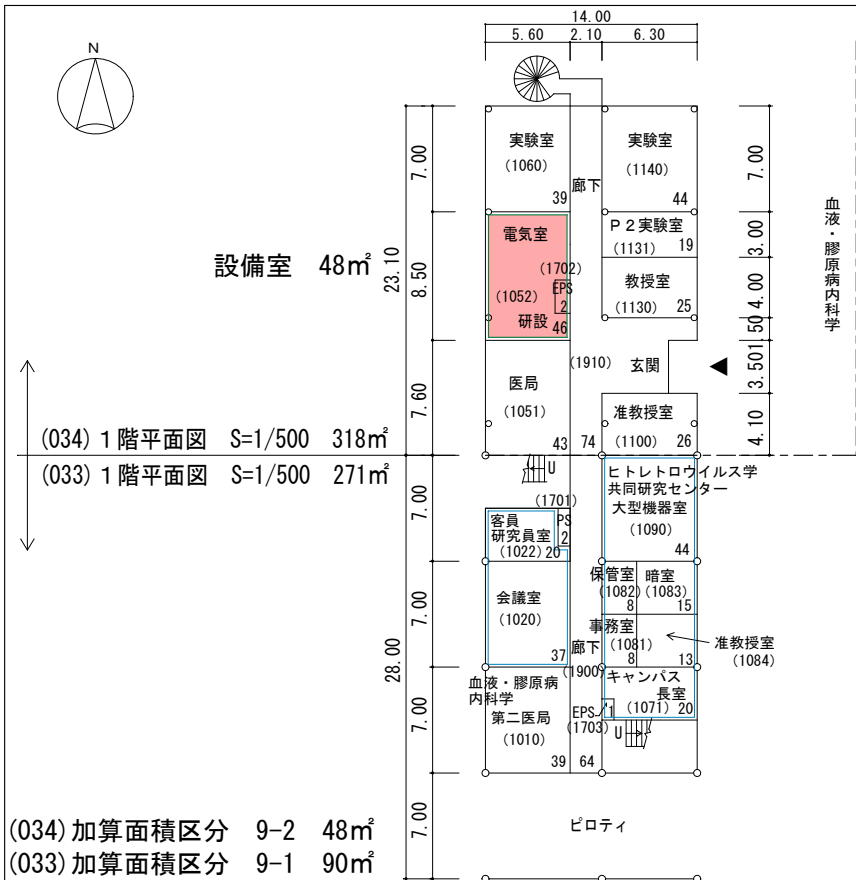 14.00
5.60
2.10
6.30
N
実験室
(1060)
39
廊下
実験室
(1140)
44
7.00
7.00
電気室
(1702)
(1052)
EPS
2
研設
46
P2実験室
(1131)
19
3.00
教授室
(1130)
25
4.00
1.50
血液・膠原病内科学
設備室 48㎡
23.10
8.50
(1910)
玄関
3.50
医局
(1051)
43
74
准教授室
(1100)
26
4.10
7.60
(034)1階平面図 S=1/500 318㎡
(033)1階平面図 S=1/500 271㎡
U
(1701)
ヒトレトロウイルス学
共同研究センター
大型機器室
(1090)
44
7.00
客員
研究員室
(1022)
20
PS
2
保管室
(1082)
8
暗室
(1083)
15
会議室
(1020)
37
7.00
事務室
(1081)
8
13
准教授室
(1084)
廊下
(1900)
28.00
血液・膠原病
内科学
第二医局
(1010)
39
64
キャンパス
長室
(1071)
20
EPS
1
(1703)
U
7.00
ピロティ
7.00
(034)加算面積区分 9-2 48㎡
(033)加算面積区分 9-1 90㎡